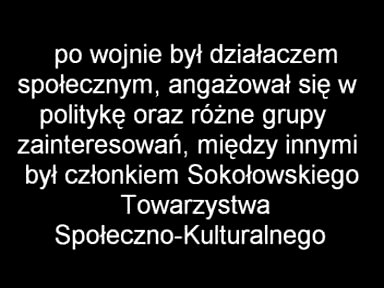 po wojnie był działaczem
społecznym, angażował się w
politykę oraz różne grupy
zainteresowań, między innymi
był członkiem Sokołowskiego
Towarzystwa
Społeczno-Kulturalnego